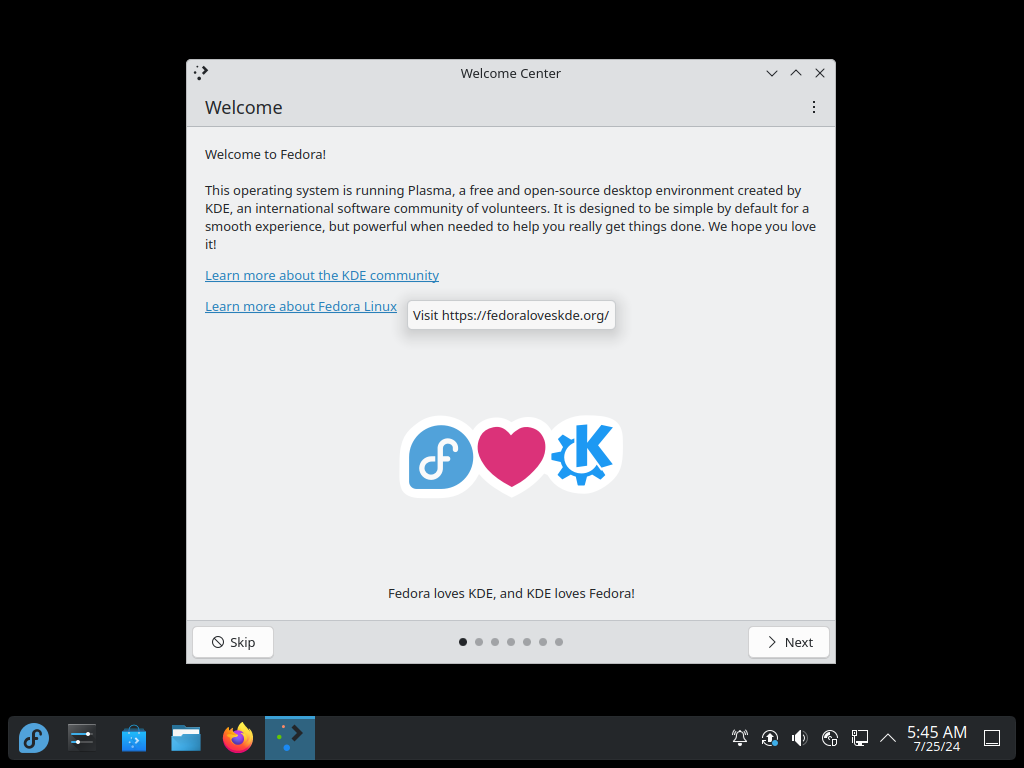 Welcome Center
Welcome
Welcome to Fedora!
This operating system is running Plasma, a free and open-source desktop environment created by
KDE, an international software community of volunteers. It is designed to be simple by default for a
smooth experience, but powerful when needed to help you really get things done. We hope you love
it!
Learn more about the KDE community
Learn more about Fedora Linux
Visit https://fedoraloveskde.org/
Fedora loves KDE, and KDE loves Fedora!
Skip
Next
5:45 AM
7/25/24